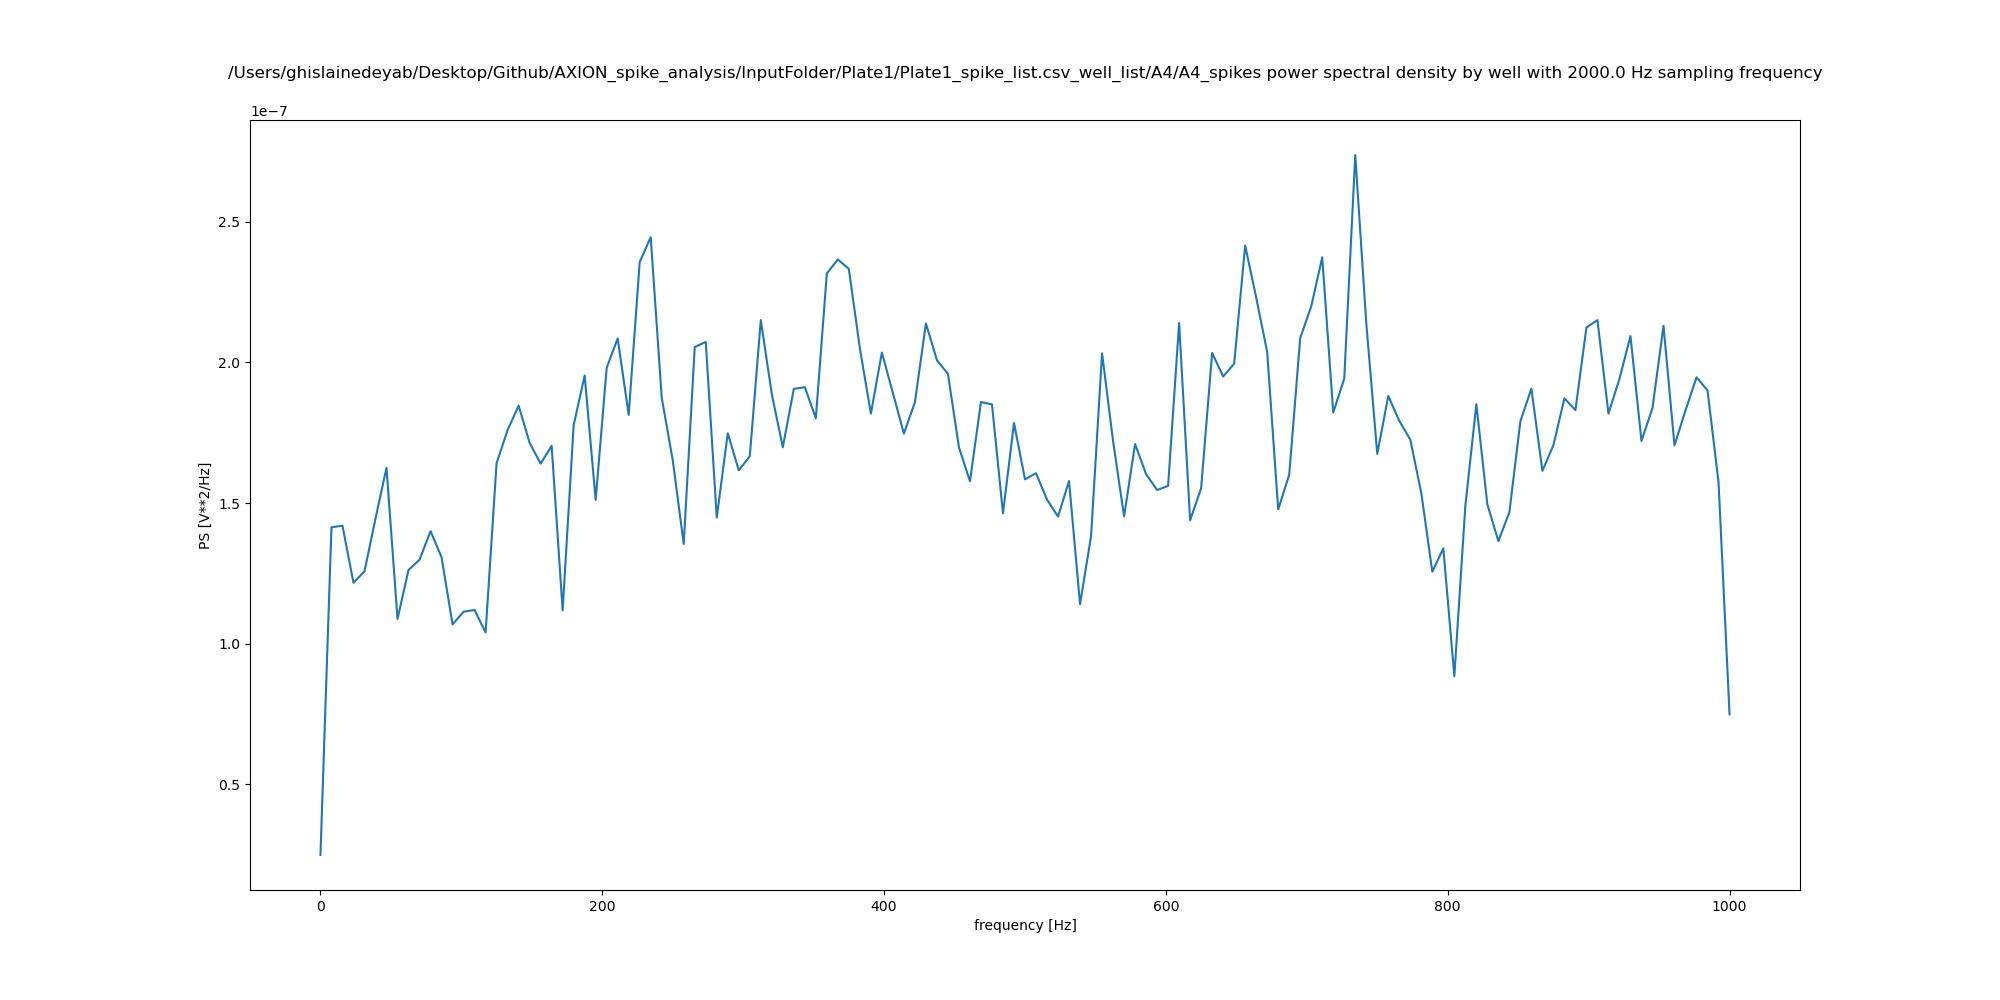 /Users/ghislainedeyab/Desktop/Github/AXION_spike_analysis/InputFolder/Plate1/Plate1_spike_list.csv_well_list/A4/A4_spikes power spectral density by well with 2000.0 Hz sampling frequency
1e−7
2.5
2.0
1.5
1.0
0.5
PS [V**2/Hz]
0 200 400 600 800 1000
frequency [Hz]